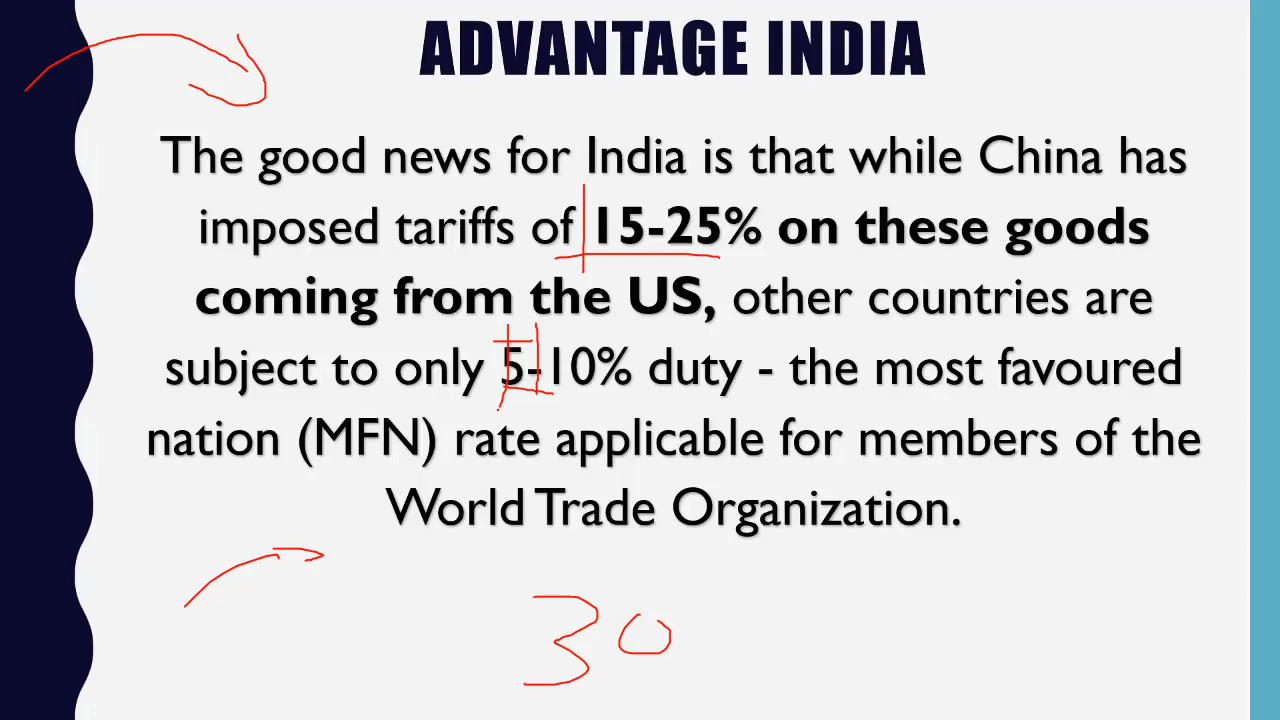 ADVANTAGE INDIA
The good news for India is that while China has
imposed tariffs of 15-25% on these goods
coming from the US, other countries are
subject to only 5-10% duty - the most favoured
nation (MFN) rate applicable for members of the
World Trade Organization.
30